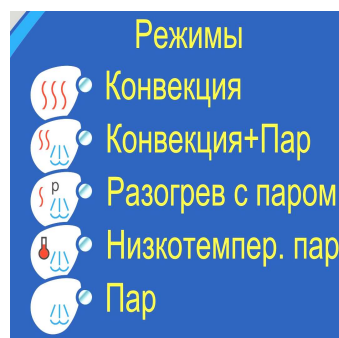 Режимы
Конвекция
Конвекция+Пар
р
Разогрев с паром
Низкотемпер. пар
Пар